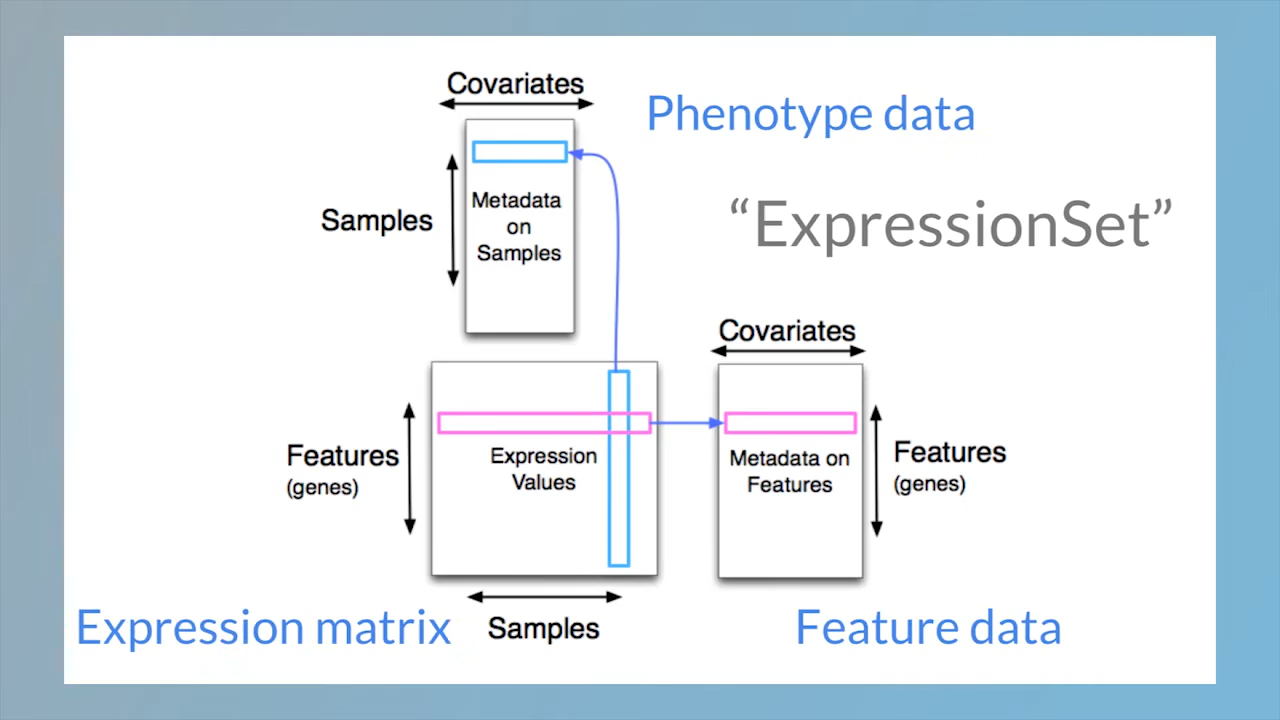 Covariates
Phenotype data
Samples
Metadata
on
Samples
“ExpressionSet”
Covariates
Features
(genes)
Expression
Values
Metadata on
Features
Features
(genes)
Expression matrix
Samples
Feature data